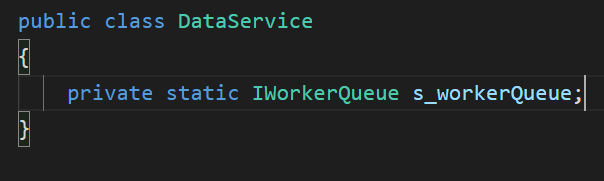 public class DataService
{
private static IWorkerQueue s_workerQueue;
}